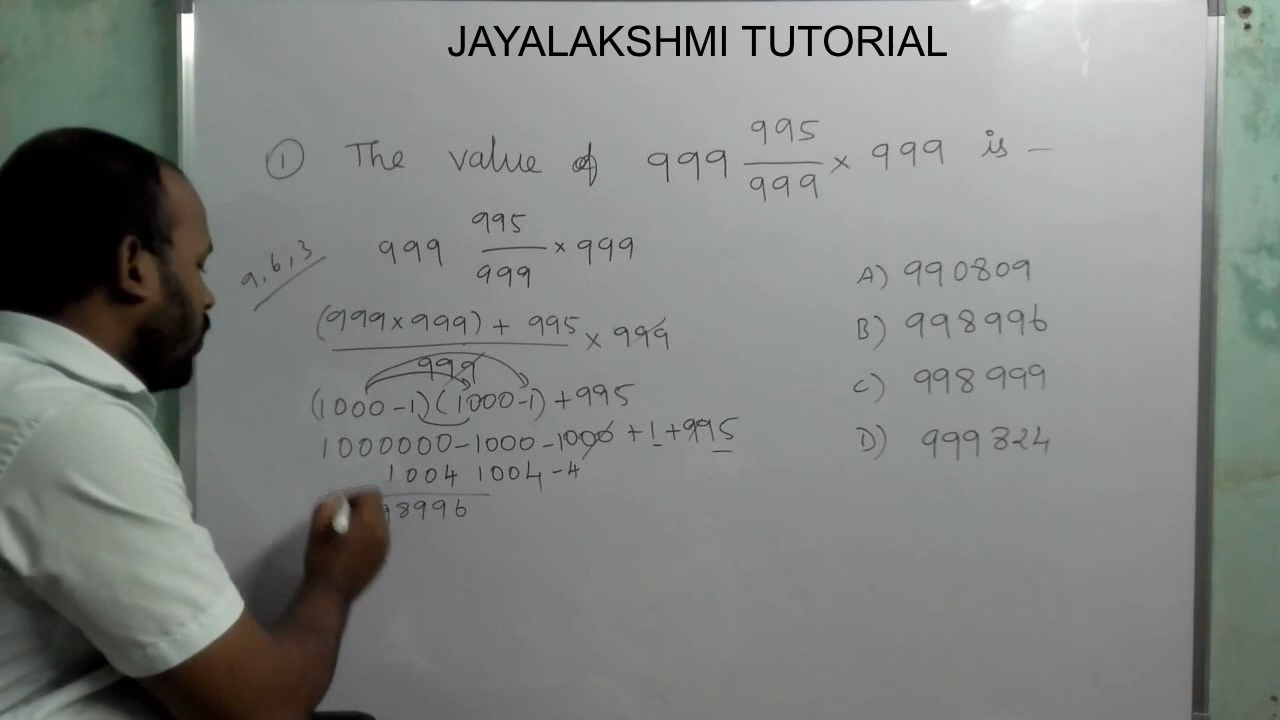 JAYALAKSHMI TUTORIAL
① The value of 999 995/999 × 999 is —
9,6,3
999 995/999 × 999
(999×999) + 995 / 999 × 999
(1000-1)(1000-1)+995
1000000-1000-1000+1+995
1004 1004-4
98996
A) 990809
B) 998996
C) 998999
D) 999824